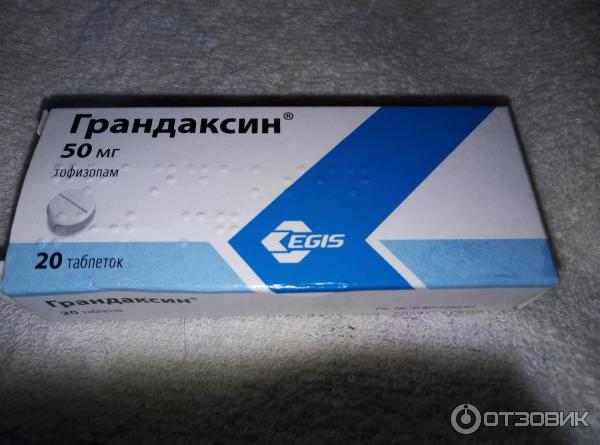 Грандаксин®
50 мг
тофизопам
EGIS
20 таблеток
Грандаксин®
20 таблеток
ОТЗОВИК